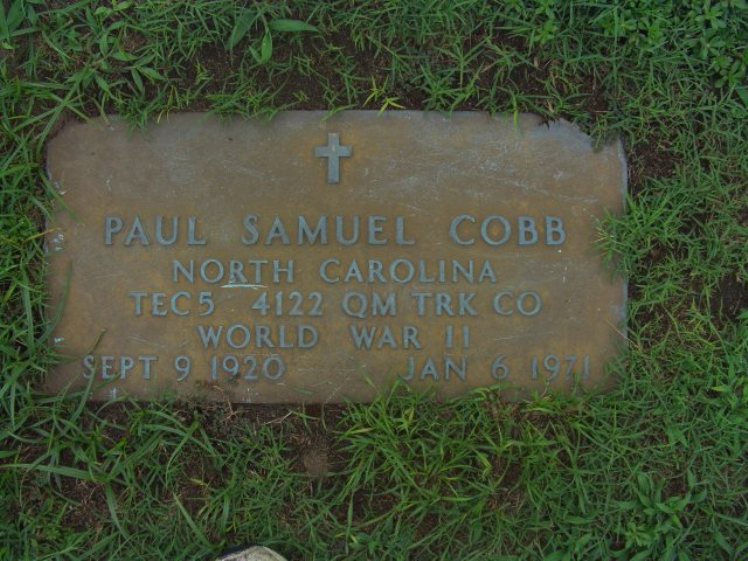 PAUL SAMUEL COBB
NORTH CAROLINA
TEC5 4122 QM TRK CO
WORLD WAR II
SEPT 9 1920 JAN 6 1971